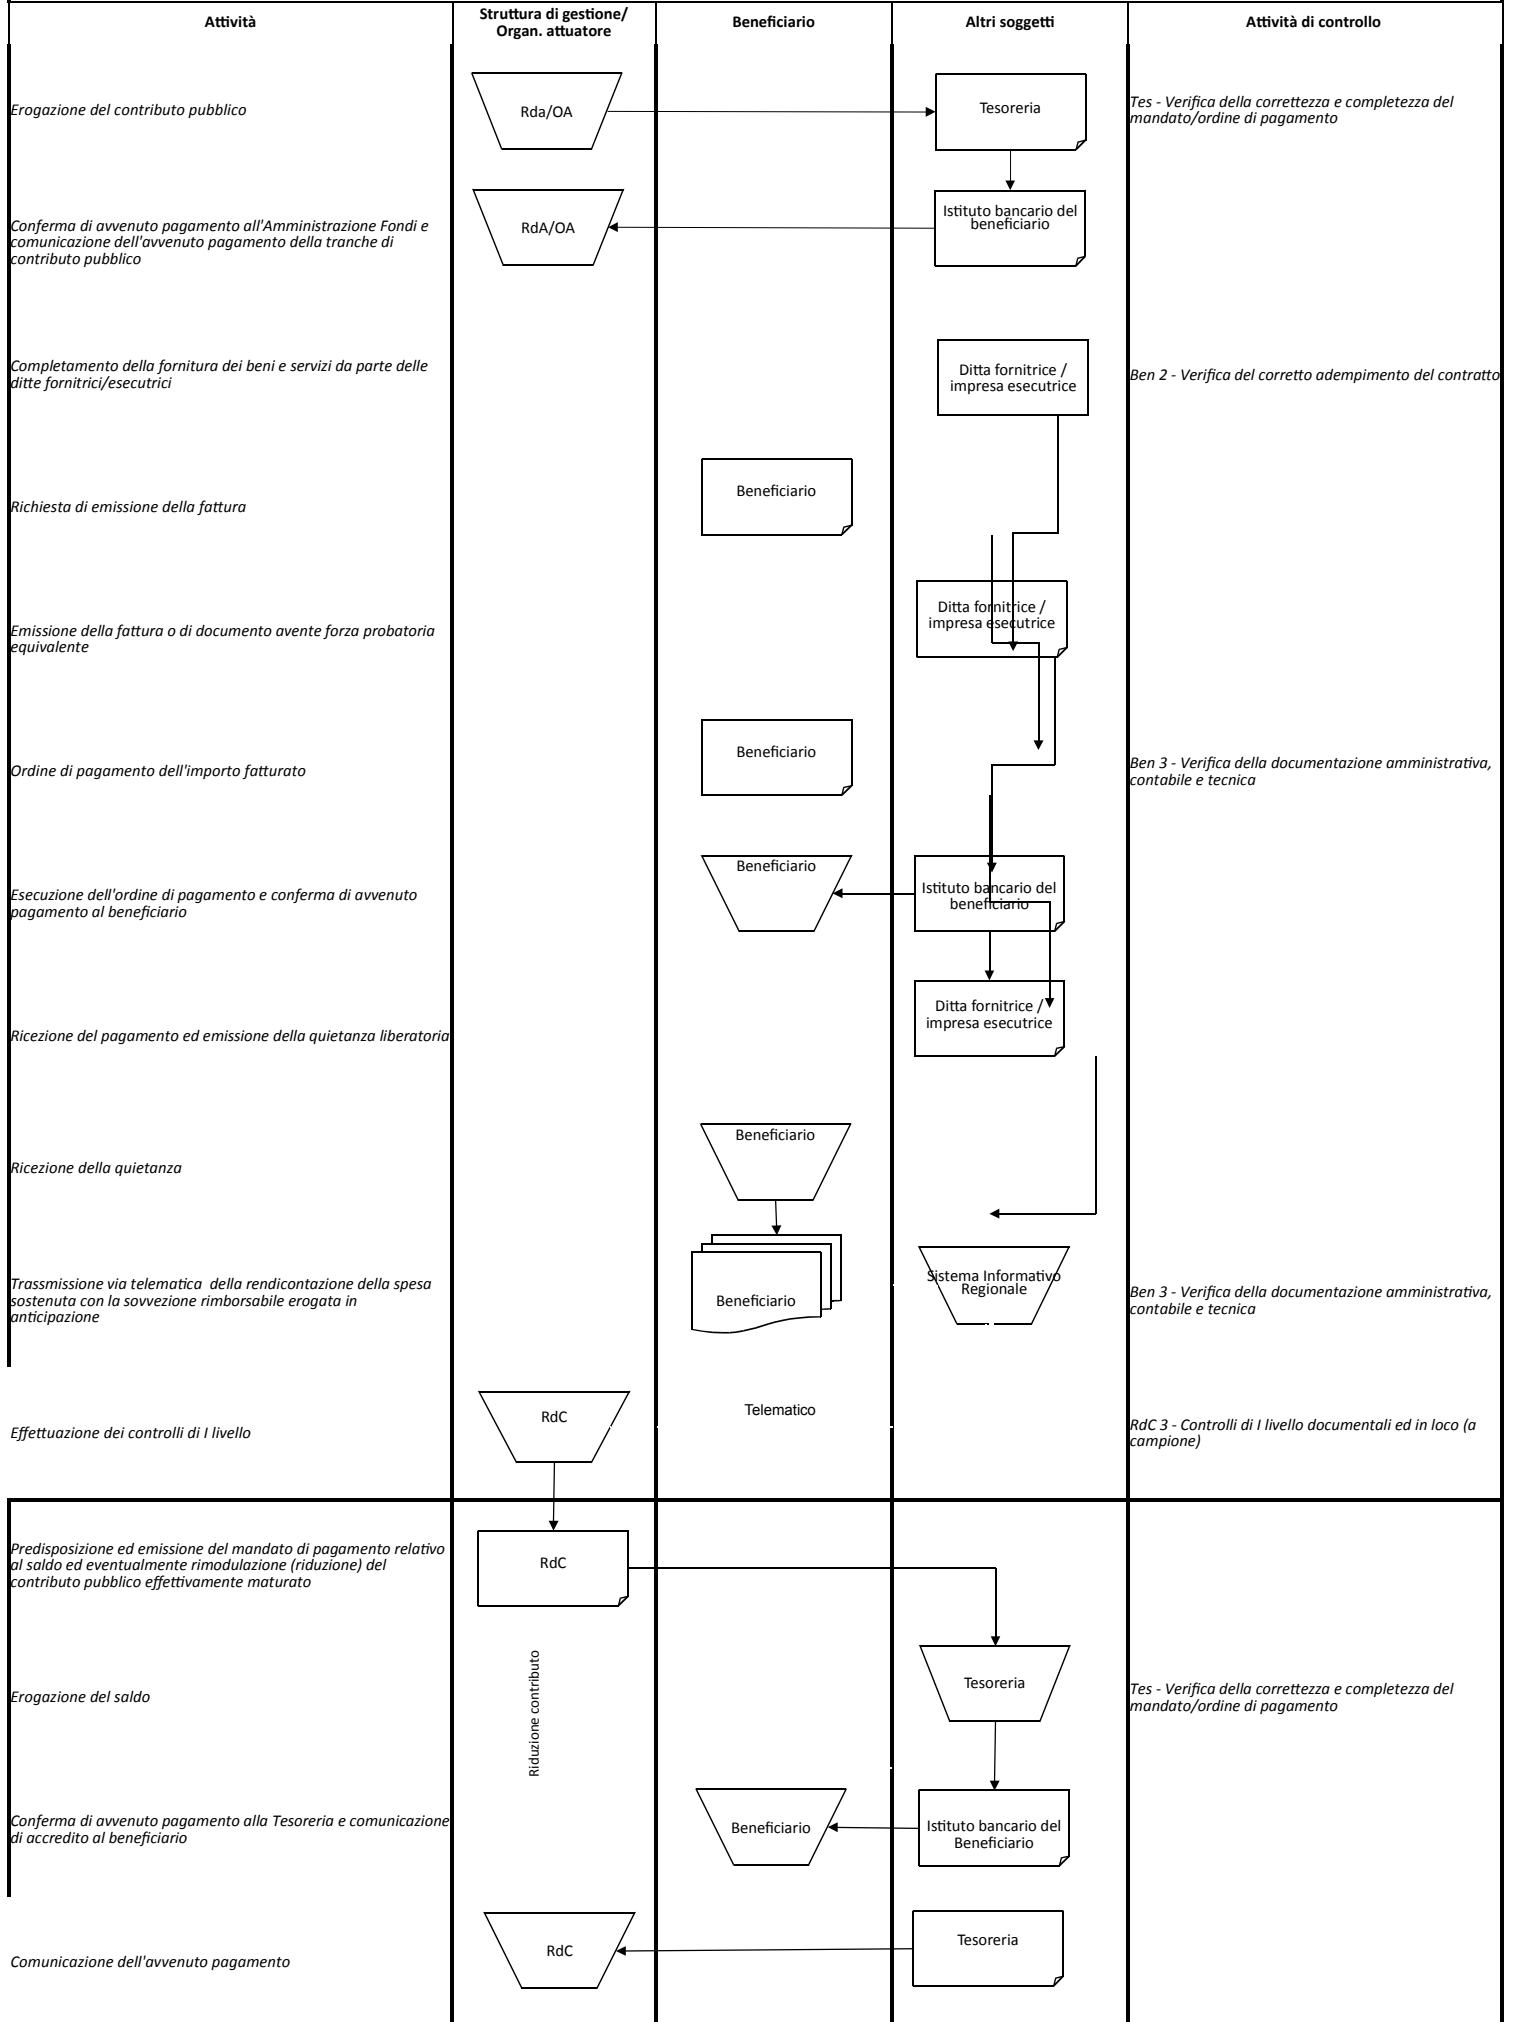 Attività
Struttura di gestione/
Organ. attuatore
Beneficiario
Altri soggetti
Attività di controllo
Erogazione del contributo pubblico
Rda/OA
Tesoreria
Tes - Verifica della correttezza e completezza del
mandato/ordine di pagamento
Conferma di avvenuto pagamento all'Amministrazione Fondi e
comunicazione dell'avvenuto pagamento della tranche di
contributo pubblico
RdA/OA
Istituto bancario del
beneficiario
Completamento della fornitura dei beni e servizi da parte delle
ditte fornitrici/esecutrici
Ditta fornitrice /
impresa esecutrice
Ben 2 - Verifica del corretto adempimento del contratto
Richiesta di emissione della fattura
Beneficiario
Emissione della fattura o di documento avente forza probatoria
equivalente
Ditta fornitrice /
impresa esecutrice
Ordine di pagamento dell'importo fatturato
Beneficiario
Ben 3 - Verifica della documentazione amministrativa,
contabile e tecnica
Esecuzione dell'ordine di pagamento e conferma di avvenuto
pagamento al beneficiario
Beneficiario
Istituto bancario del
beneficiario
Ricezione del pagamento ed emissione della quietanza liberatoria
Ditta fornitrice /
impresa esecutrice
Ricezione della quietanza
Beneficiario
Trassmissione via telematica  della rendicontazione della spesa
sostenuta con la sovvezione rimborsabile erogata in
anticipazione
Beneficiario
Sistema Informativo
Regionale
Ben 3 - Verifica della documentazione amministrativa,
contabile e tecnica
Effettuazione dei controlli di I livello
RdC
Telematico
RdC 3 - Controlli di I livello documentali ed in loco (a
campione)
Predisposizione ed emissione del mandato di pagamento relativo
al saldo ed eventualmente rimodulazione (riduzione) del
contributo pubblico effettivamente maturato
RdC
Erogazione del saldo
Riduzione contributo
Tesoreria
Tes - Verifica della correttezza e completezza del
mandato/ordine di pagamento
Conferma di avvenuto pagamento alla Tesoreria e comunicazione
di accredito al beneficiario
Beneficiario
Istituto bancario del
Beneficiario
Comunicazione dell'avvenuto pagamento
RdC
Tesoreria